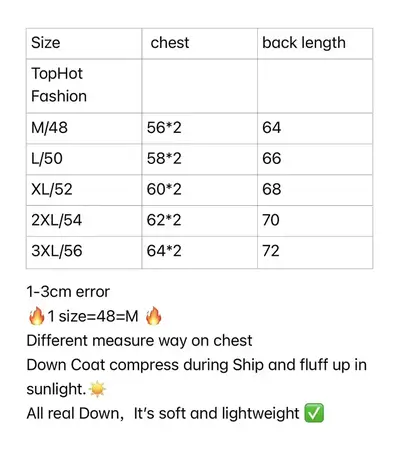 Size chest back length
TopHot
Fashion
M/48 56*2 64
L/50 58*2 66
XL/52 60*2 68
2XL/54 62*2 70
3XL/56 64*2 72
1-3cm error
🔥1 size=48=M 🔥
Different measure way on chest
Down Coat compress during Ship and fluff up in
sunlight.☀️
All real Down，It‘s soft and lightweight ✅